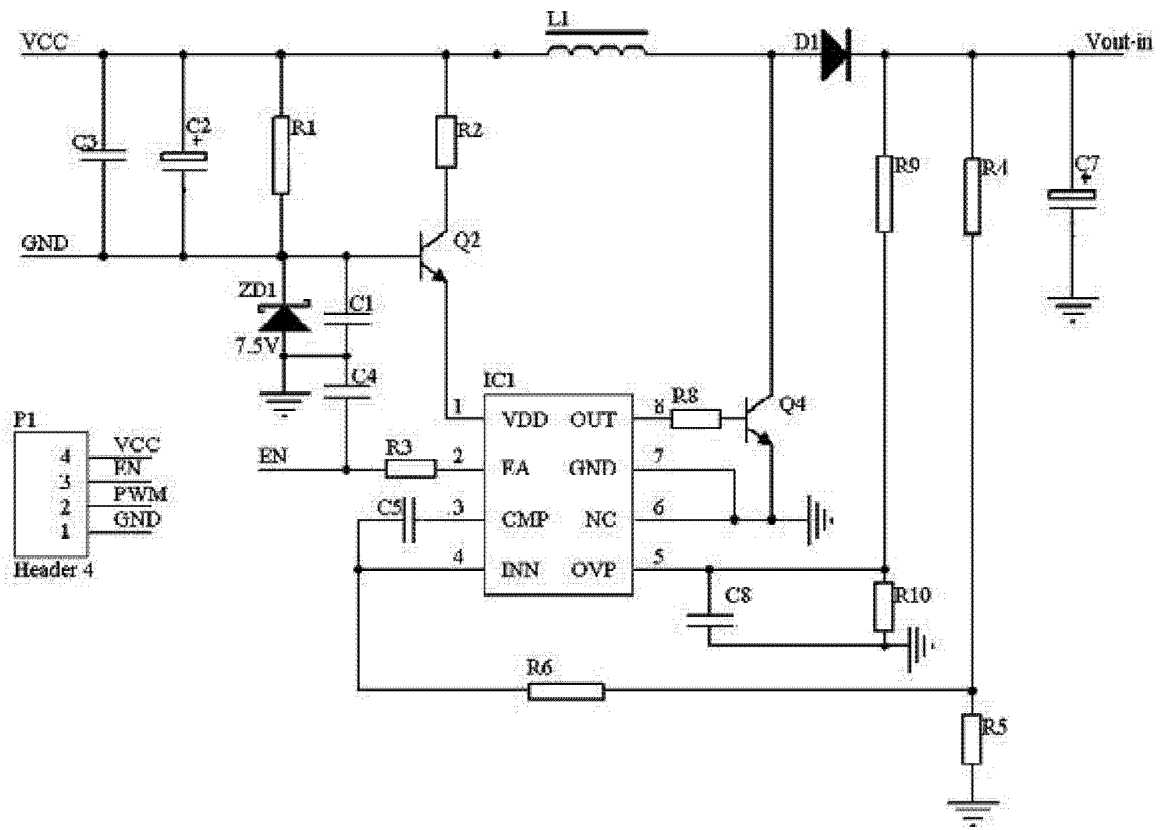 L1
VCC
D1
Vout-in
C3
C2
+
R1
R2
R9
R4
C7
+
GND
Q2
ZD1
C1
7.5V
C4
IC1
R8
Q4
1
VDD
OUT
8
P1
4
VCC
3
EN
2
PWM
1
GND
Header 4
EN
R3
2
EA
GND
7
C5
3
CMP
NC
6
4
INN
OVP
5
C8
R10
R6
R5